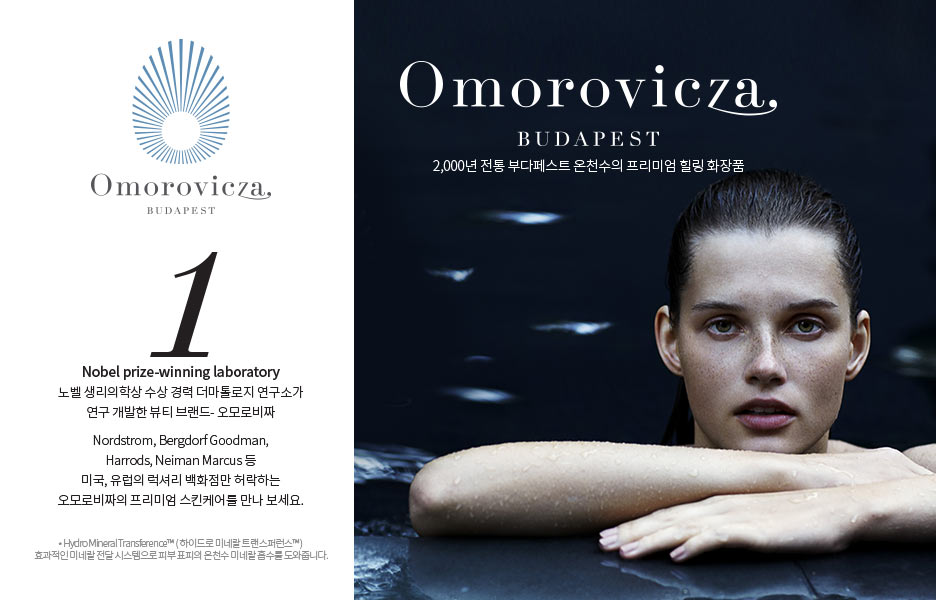 Omorovicza,
BUDAPEST
1
Nobel prize-winning laboratory
노벨 생리의학상 수상 경력 더마톨로지 연구소가
연구 개발한 뷰티 브랜드- 오모로비짜
Nordstrom, Bergdorf Goodman,
Harrods, Neiman Marcus 등
미국, 유럽의 럭셔리 백화점만 허락하는
오모로비짜의 프리미엄 스킨케어를 만나 보세요.
• Hydro Mineral Transference™ (하이드로 미네랄 트랜스퍼런스™)
효과적인 미네랄 전달 시스템으로 피부 표피의 온천수 미네랄 흡수를 도와줍니다.
Omorovicza,
BUDAPEST
2,000년 전통 부다페스트 온천수의 프리미엄 힐링 화장품